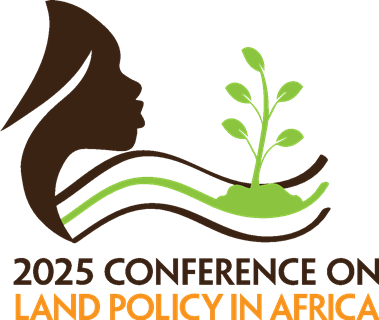 2025 CONFERENCE ON
LAND POLICY IN AFRICA